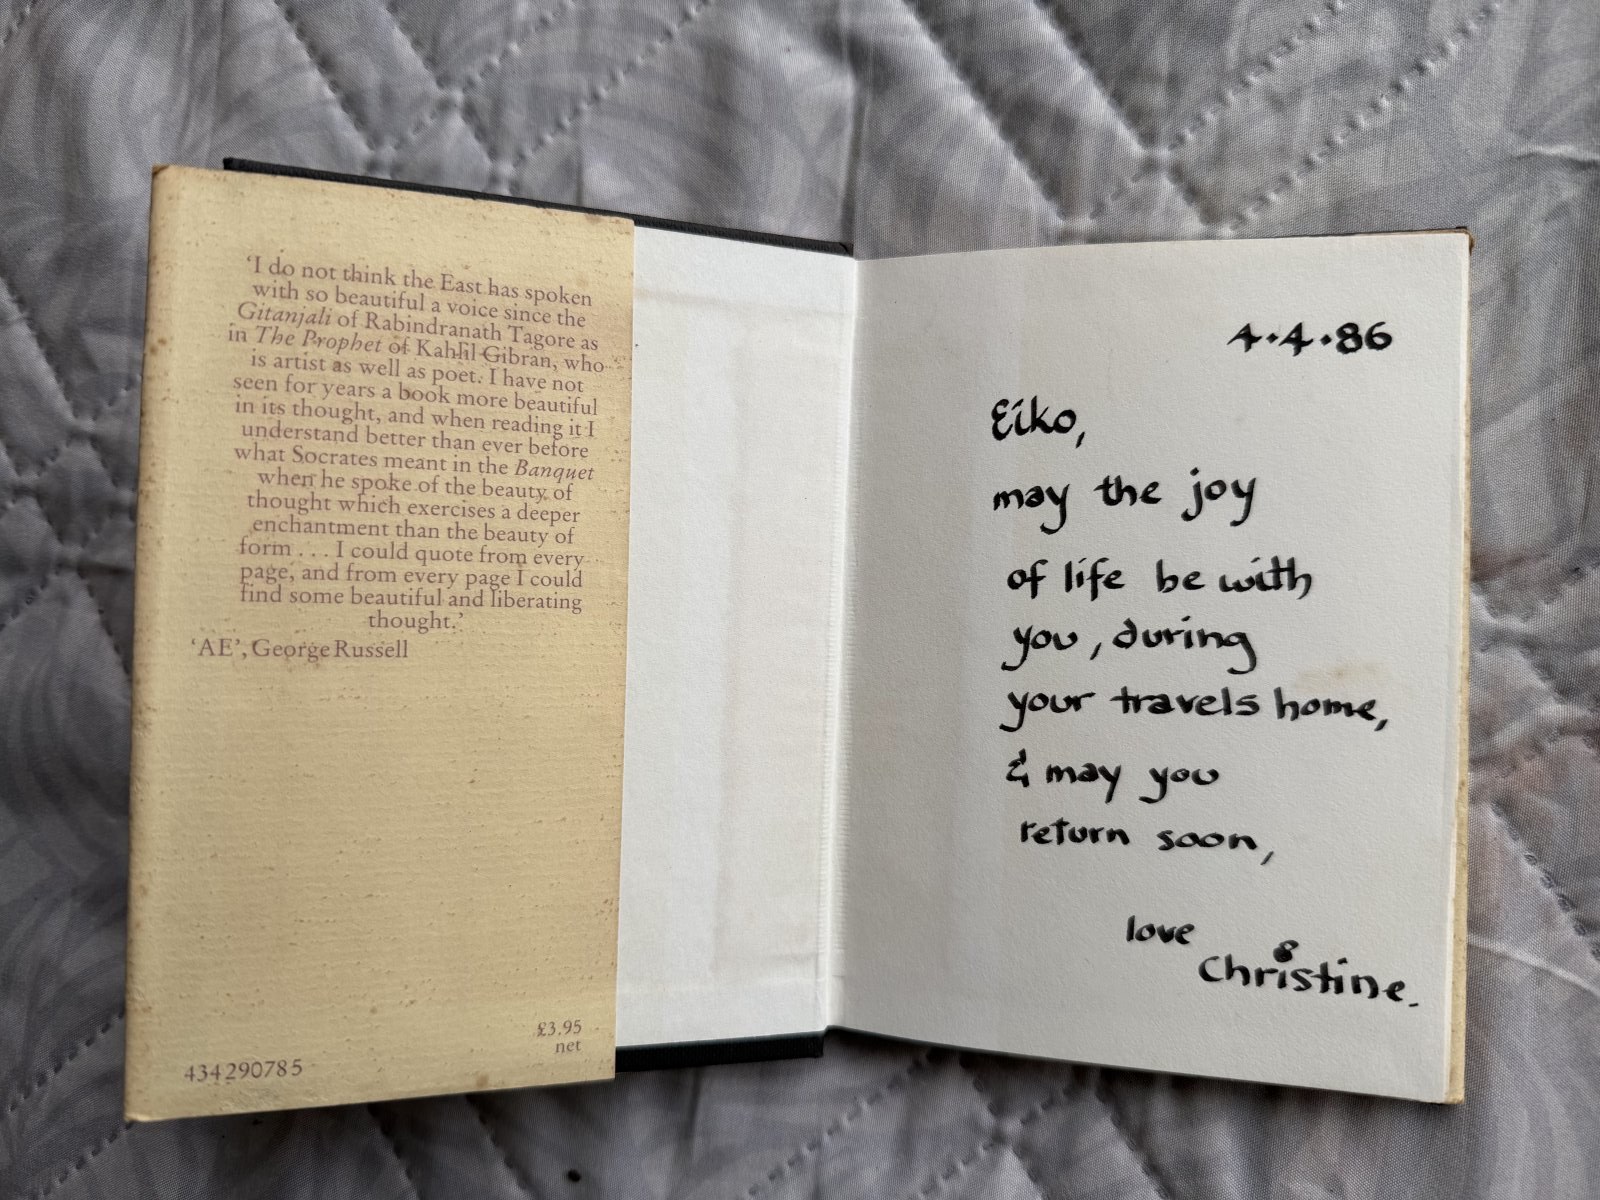 ‘I do not think the East has spoken
with so beautiful a voice since the
Gitanjali of Rabindranath Tagore as
in The Prophet of Kahlil Gibran, who
is artist as well as poet. I have not
seen for years a book more beautiful
in its thought, and when reading it I
understand better than ever before
what Socrates meant in the Banquet
when he spoke of the beauty of
thought which exercises a deeper
enchantment than the beauty of
form . . . I could quote from every
page, and from every page I could
find some beautiful and liberating
thought.’
‘AE’, George Russell
£3.95
net
434290785
4.4.86
Eiko,
may the joy
of life be with
you, during
your travels home,
& may you
return soon,
love
Christine.